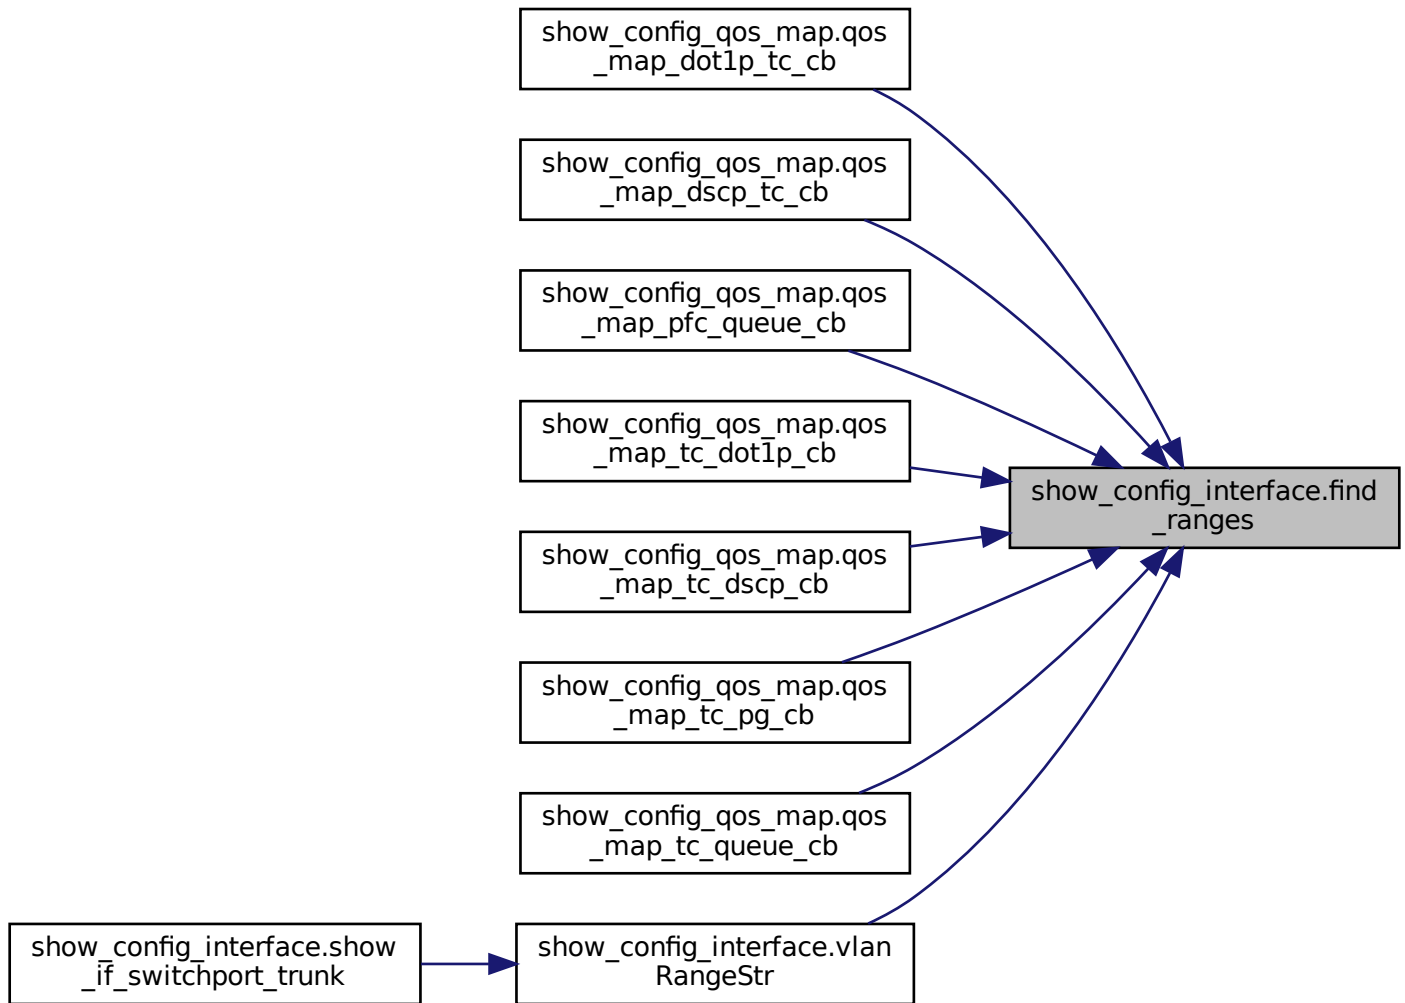 show_config_qos_map.qos
_map_dot1p_tc_cb
show_config_qos_map.qos
_map_dscp_tc_cb
show_config_qos_map.qos
_map_pfc_queue_cb
show_config_qos_map.qos
_map_tc_dot1p_cb
show_config_interface.find
_ranges
show_config_qos_map.qos
_map_tc_dscp_cb
show_config_qos_map.qos
_map_tc_pg_cb
show_config_qos_map.qos
_map_tc_queue_cb
show_config_interface.show
_if_switchport_trunk
show_config_interface.vlan
RangeStr